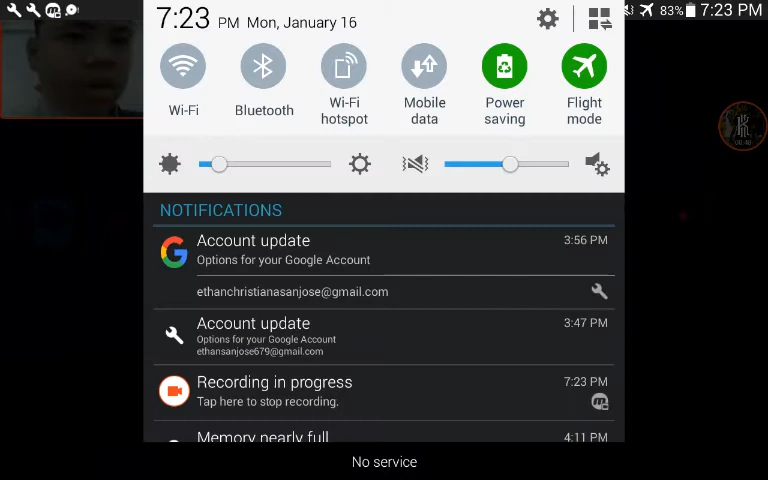 7:23 PM Mon, January 16
83% 7:23 PM
Wi-Fi
Bluetooth
Wi-Fi hotspot
Mobile data
Power saving
Flight mode
NOTIFICATIONS
Account update 3:56 PM
Options for your Google Account
ethanchristianasanjose@gmail.com
Account update 3:47 PM
Options for your Google Account
ethansanjose679@gmail.com
Recording in progress 7:23 PM
Tap here to stop recording.
Memory nearly full 4:11 PM
No service